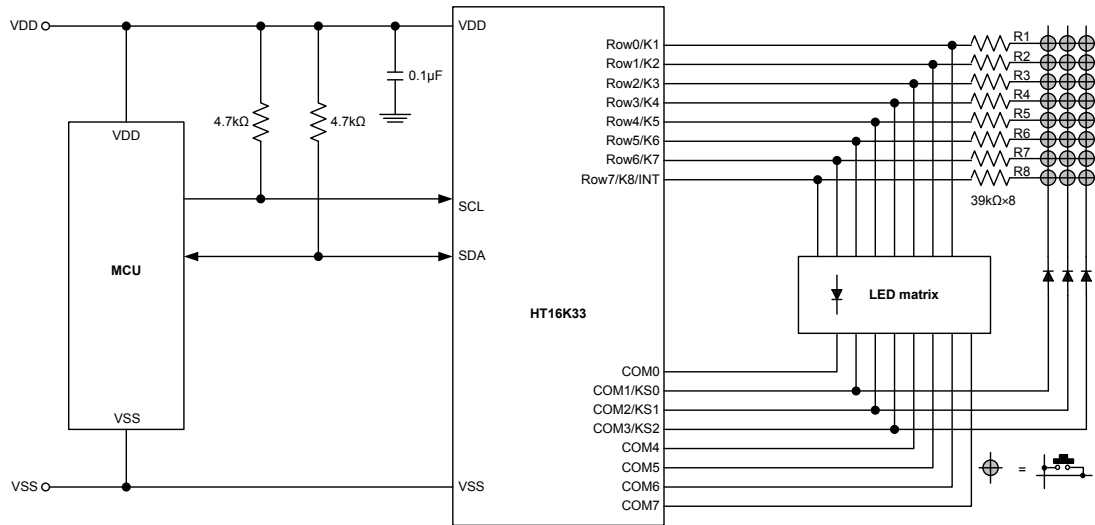 VDD
VDD
4.7kΩ
4.7kΩ
0.1µF
VDD
MCU
VSS
VSS
VDD
SCL
SDA
HT16K33
VSS
Row0/K1
Row1/K2
Row2/K3
Row3/K4
Row4/K5
Row5/K6
Row6/K7
Row7/K8/INT
COM0
COM1/KS0
COM2/KS1
COM3/KS2
COM4
COM5
COM6
COM7
R1
R2
R3
R4
R5
R6
R7
R8
39kΩ×8
LED matrix
=